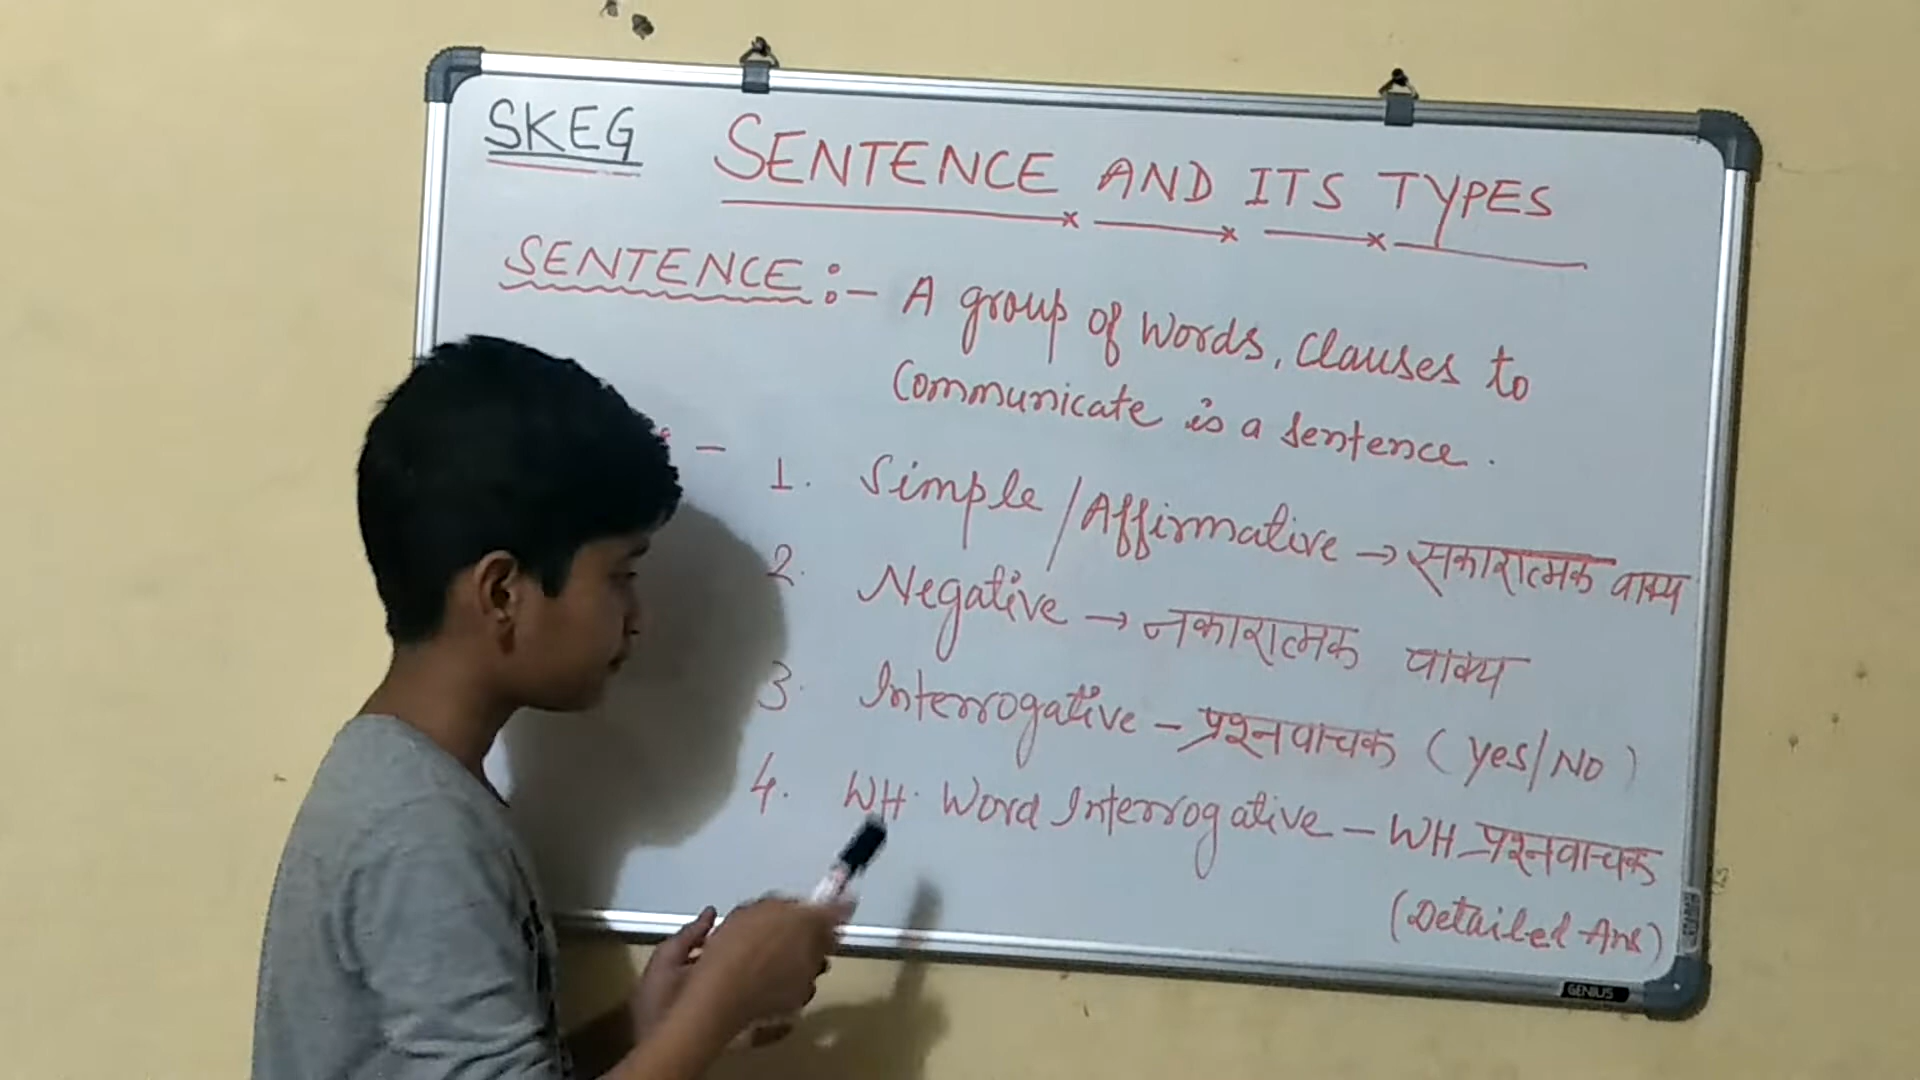 SKEG
SENTENCE AND ITS TYPES
SENTENCE :- A group of words, Clauses to
Communicate is a sentence.
1. Simple/Affirmative → सकारात्मक वाक्य
2. Negative → नकारात्मक वाक्य
3. Interrogative - प्रश्नवाचक (Yes/No)
4. WH. Word Interrogative - WH प्रश्नवाचक
(Detailed Ans)
GENIUS